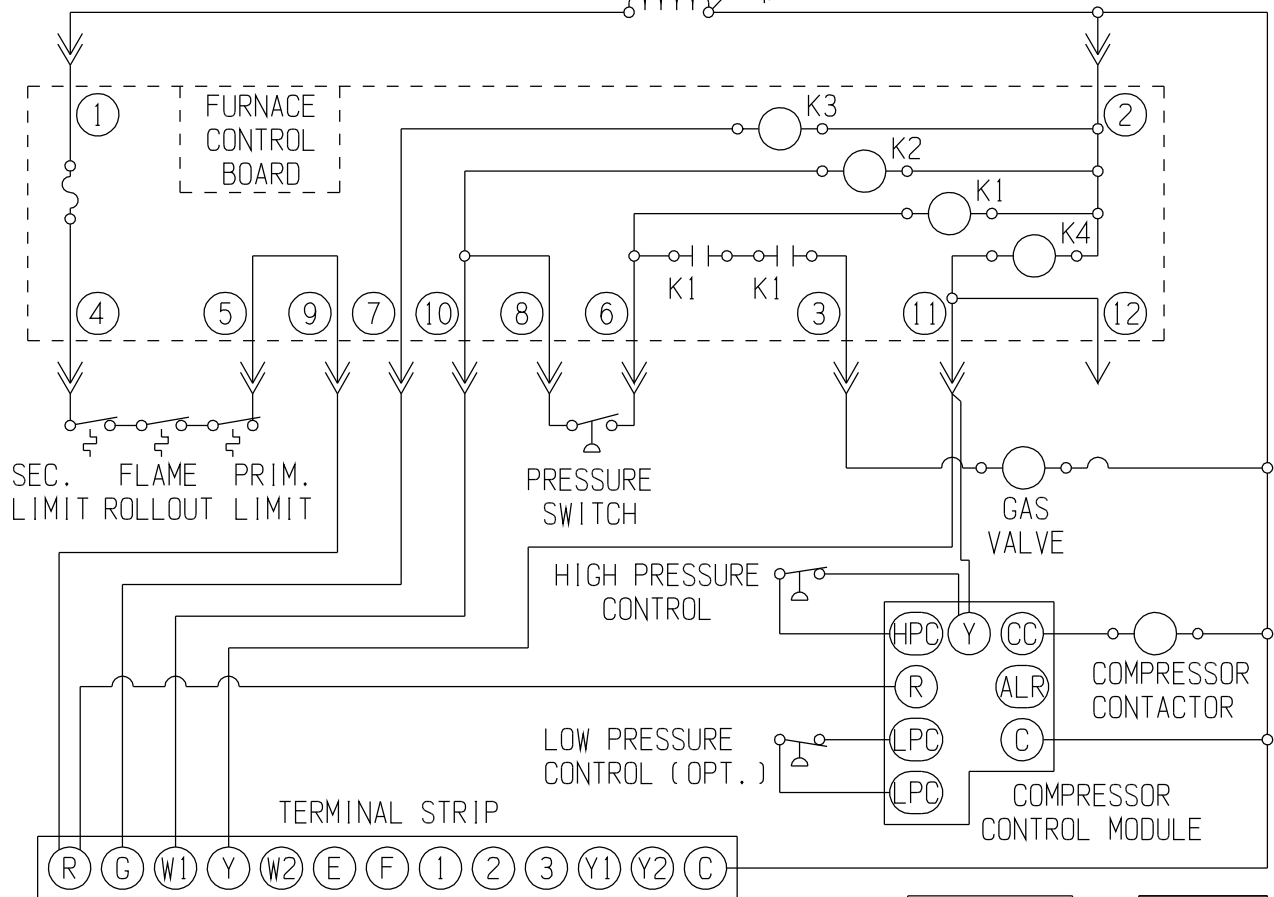 1
FURNACE
CONTROL
BOARD
K3
2
K2
K1
K4
K1
K1
4
5
9
7
10
8
6
3
11
12
SEC.
LIMIT
FLAME
ROLLOUT
PRIM.
LIMIT
PRESSURE
SWITCH
GAS
VALVE
HIGH PRESSURE
CONTROL
HPC
Y
CC
R
ALR
LPC
C
LPC
COMPRESSOR
CONTACTOR
LOW PRESSURE
CONTROL (OPT.)
COMPRESSOR
CONTROL MODULE
TERMINAL STRIP
R G W1 Y W2 E F 1 2 3 Y1 Y2 C